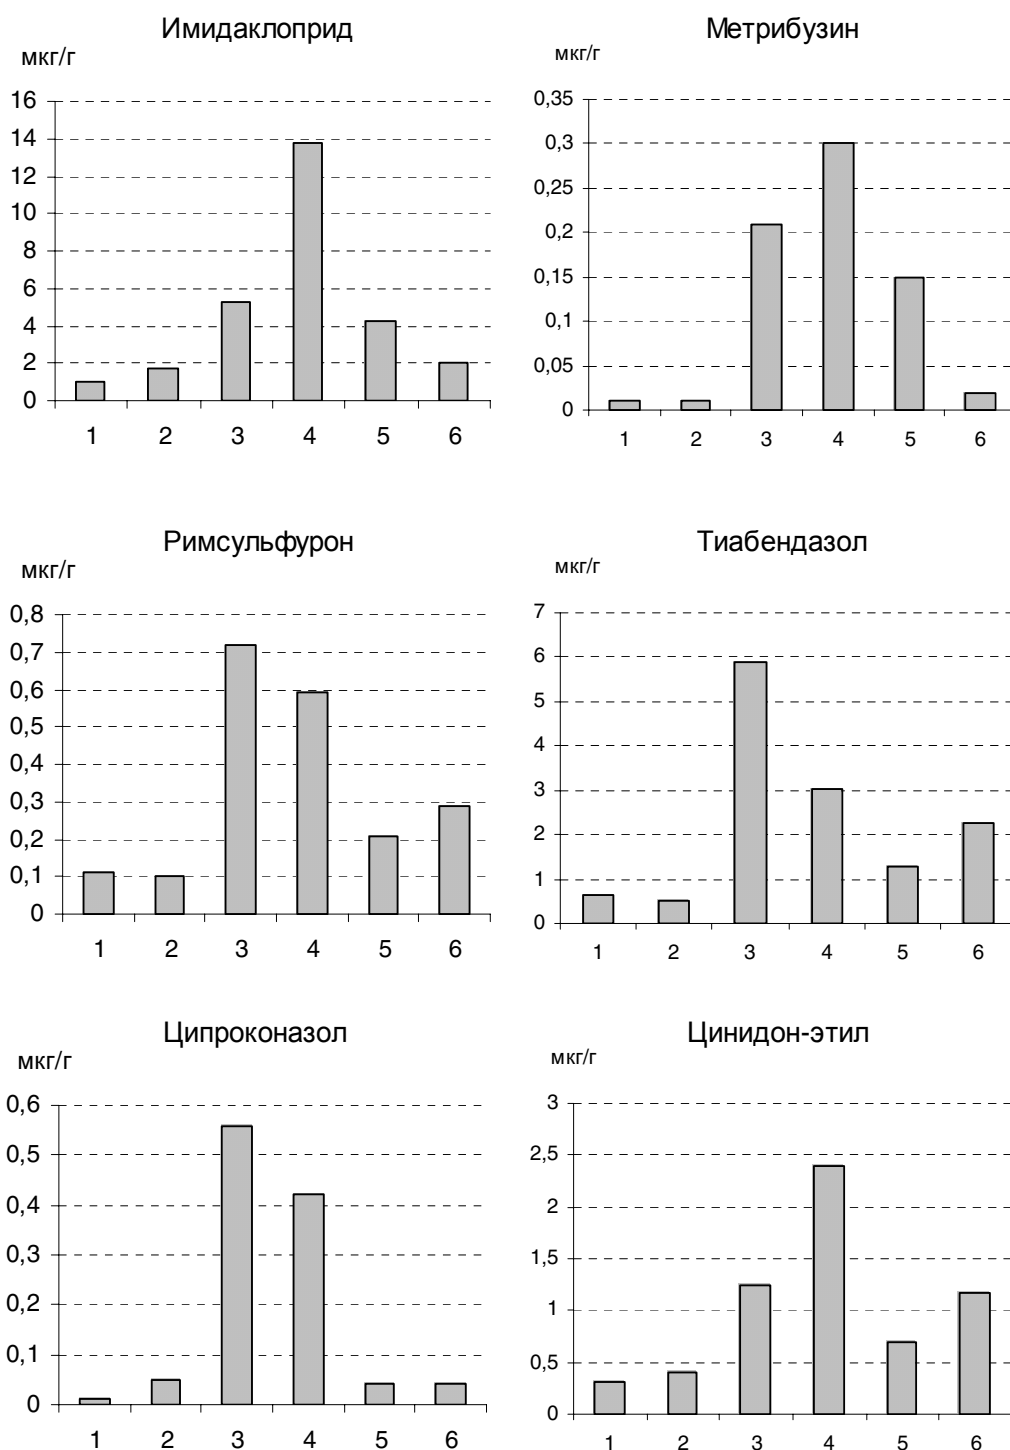 Имидаклоприд
мкг/г
16
14
12
10
8
6
4
2
0
1 2 3 4 5 6
Метрибузин
мкг/г
0,35
0,3
0,25
0,2
0,15
0,1
0,05
0
1 2 3 4 5 6
Римсульфурон
мкг/г
0,8
0,7
0,6
0,5
0,4
0,3
0,2
0,1
0
1 2 3 4 5 6
Тиабендазол
мкг/г
7
6
5
4
3
2
1
0
1 2 3 4 5 6
Ципроконазол
мкг/г
0,6
0,5
0,4
0,3
0,2
0,1
0
1 2 3 4 5 6
Цинидон-этил
мкг/г
3
2,5
2
1,5
1
0,5
0
1 2 3 4 5 6